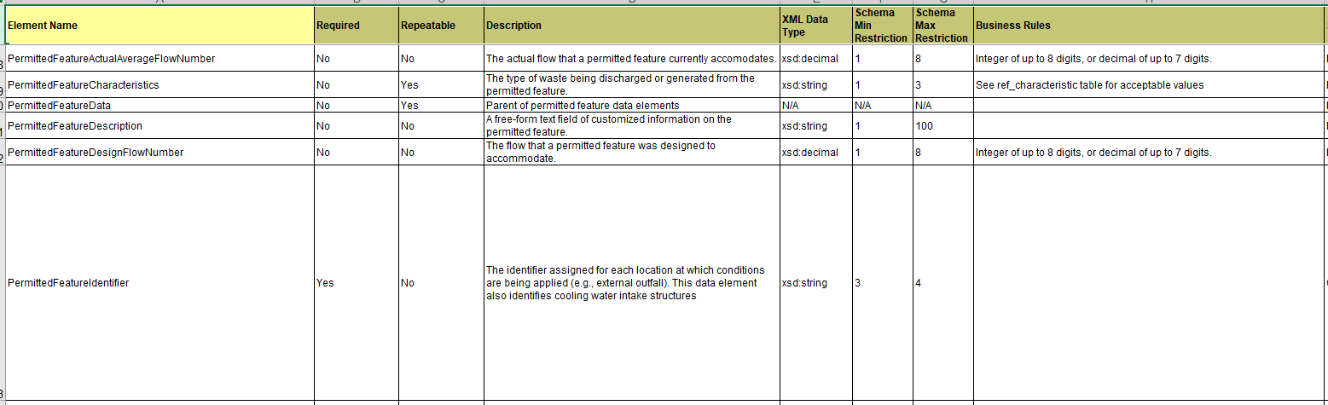 Element Name Required Repeatable Description XML Data Type Schema Min Restriction Schema Max Restriction Business Rules
PermittedFeatureActualAverageFlowNumber No No The actual flow that a permitted feature currently accomodates. xsd:decimal 1 8 Integer of up to 8 digits, or decimal of up to 7 digits.
PermittedFeatureCharacteristics No Yes The type of waste being discharged or generated from the permitted feature. xsd:string 1 3 See ref_characteristic table for acceptable values
PermittedFeatureData No Yes Parent of permitted feature data elements N/A N/A N/A
PermittedFeatureDescription No No A free-form text field of customized information on the permitted feature. xsd:string 1 100
PermittedFeatureDesignFlowNumber No No The flow that a permitted feature was designed to accommodate. xsd:decimal 1 8 Integer of up to 8 digits, or decimal of up to 7 digits.
PermittedFeatureIdentifier Yes No The identifier assigned for each location at which conditions are being applied (e.g., external outfall). This data element also identifies cooling water intake structures xsd:string 3 4